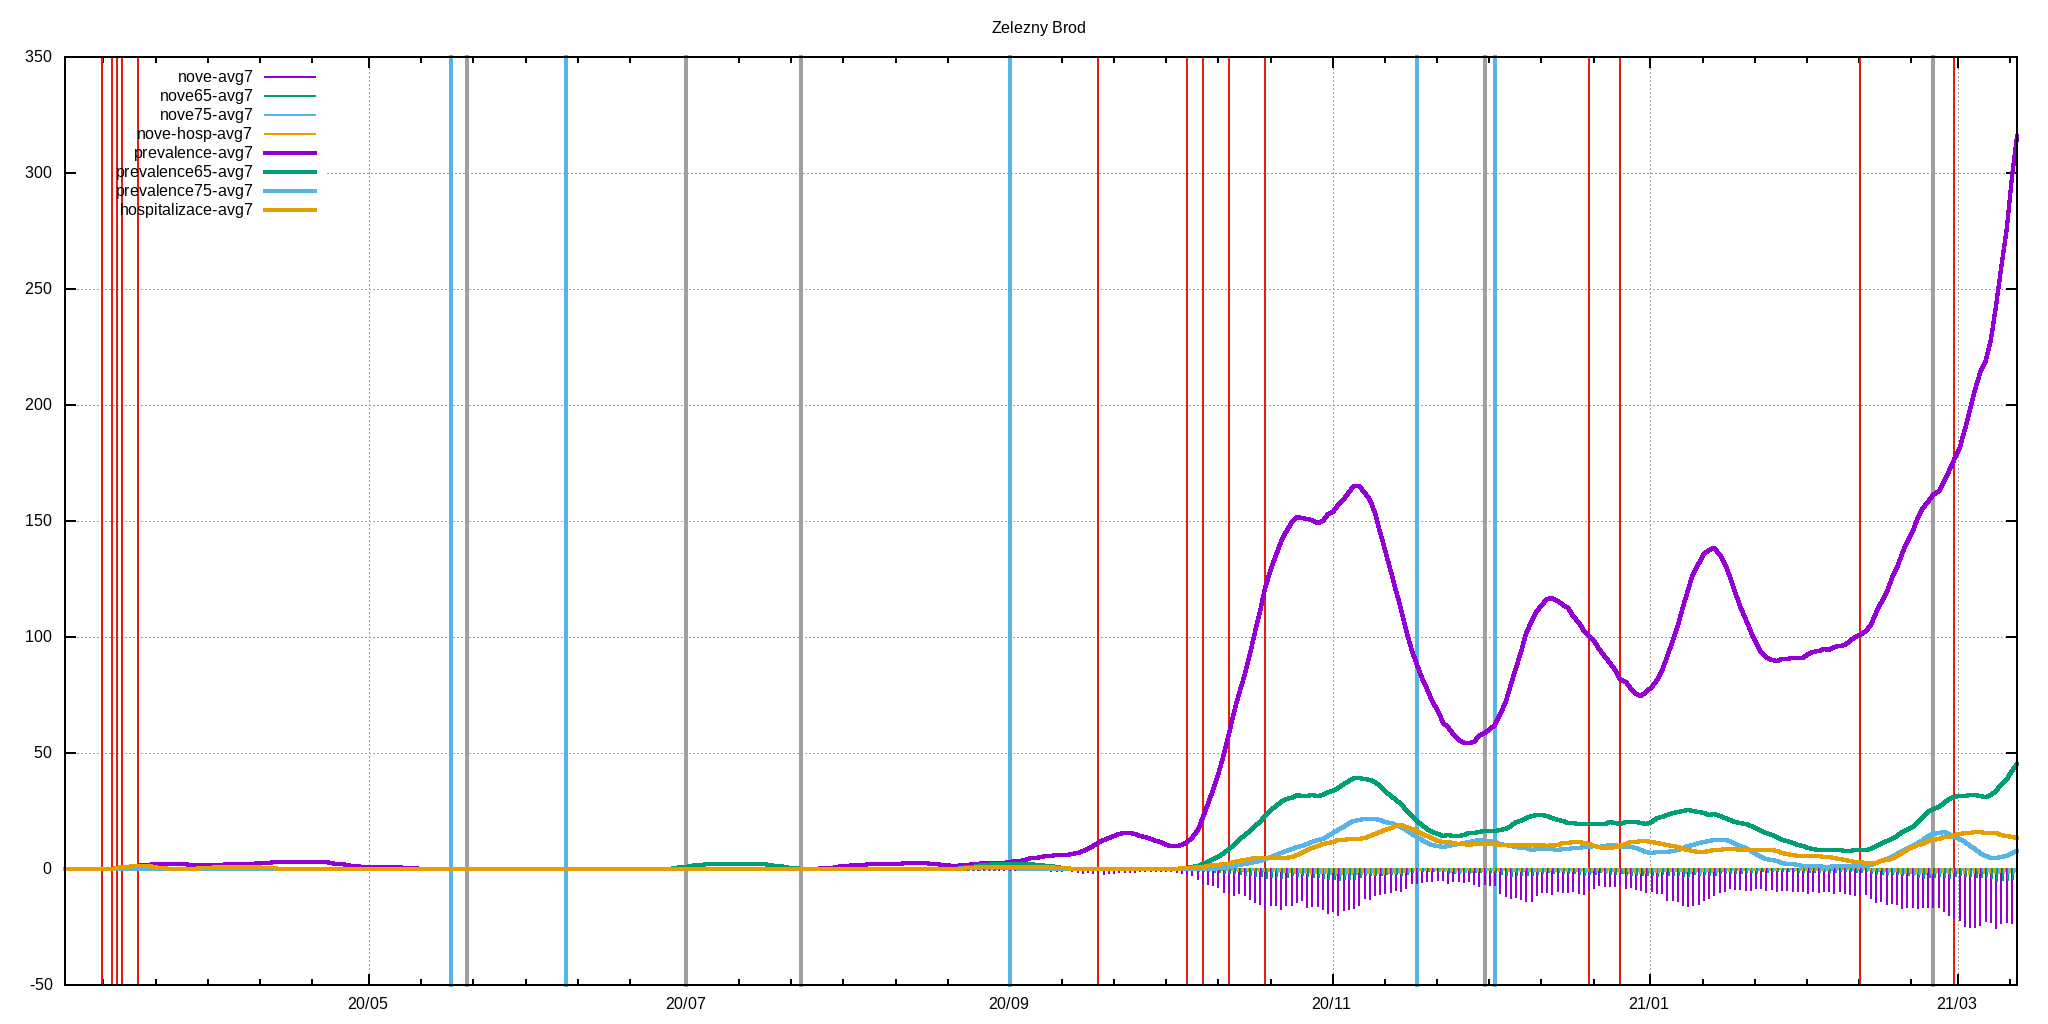 Zelezny Brod
350
300
250
200
150
100
50
0
-50
nove-avg7
nove65-avg7
nove75-avg7
nove-hosp-avg7
prevalence-avg7
prevalence65-avg7
prevalence75-avg7
hospitalizace-avg7
20/05
20/07
20/09
20/11
21/01
21/03